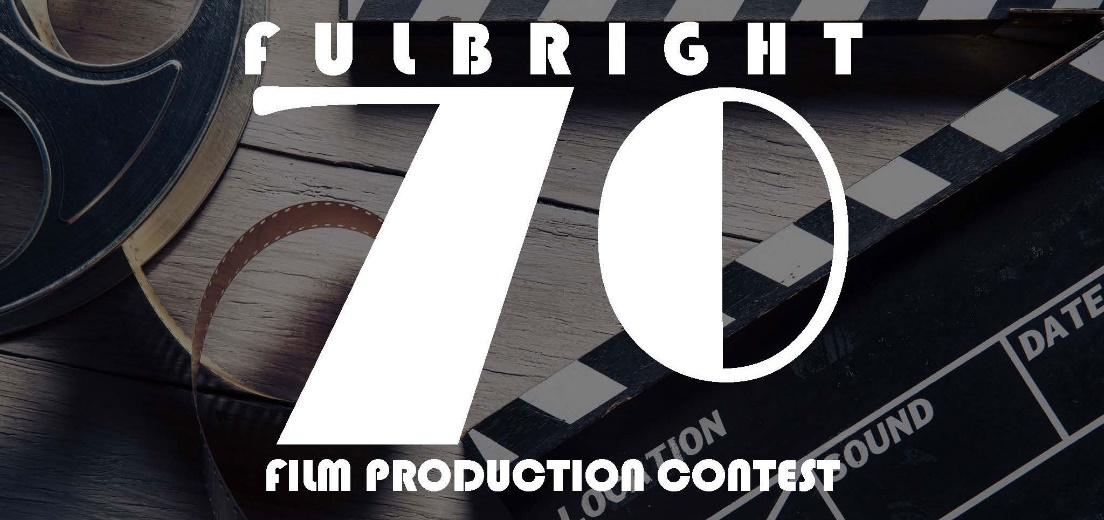 FULBRIGHT
70
FILM PRODUCTION CONTEST
DATE
LOCATION
SOUND